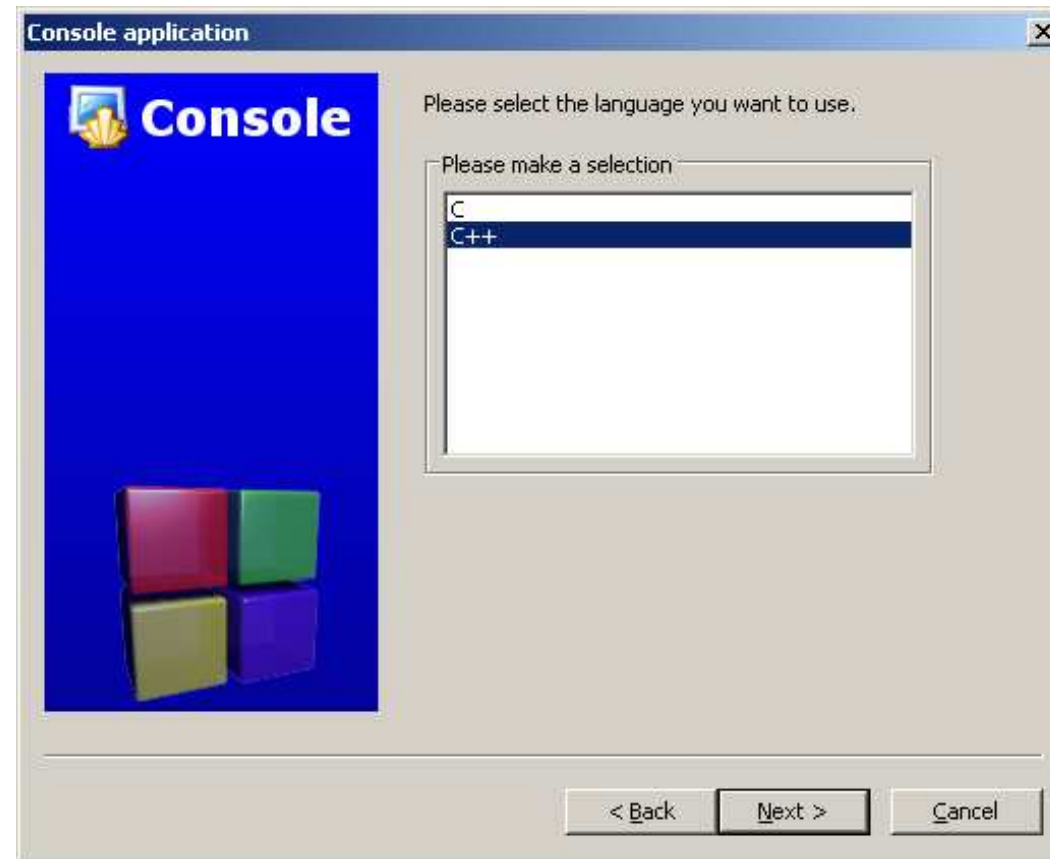 Console application
Console
Please select the language you want to use.
Please make a selection
C
C++
< Back
Next >
Cancel